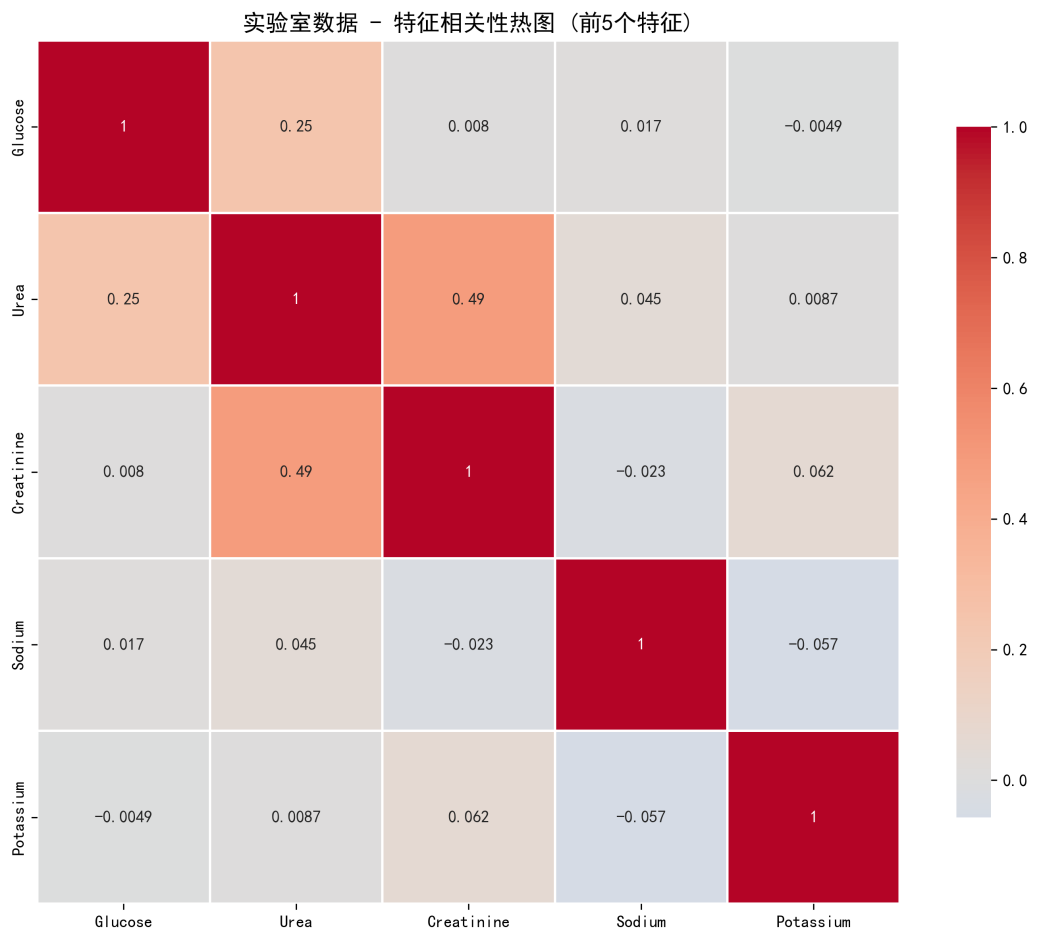 实验室数据 - 特征相关性热图 (前5个特征)
Glucose 1 0.25 0.008 0.017 -0.0049
Urea 0.25 1 0.49 0.045 0.0087
Creatinine 0.008 0.49 1 -0.023 0.062
Sodium 0.017 0.045 -0.023 1 -0.057
Potassium -0.0049 0.0087 0.062 -0.057 1
Glucose Urea Creatinine Sodium Potassium
1.0
0.8
0.6
0.4
0.2
0.0